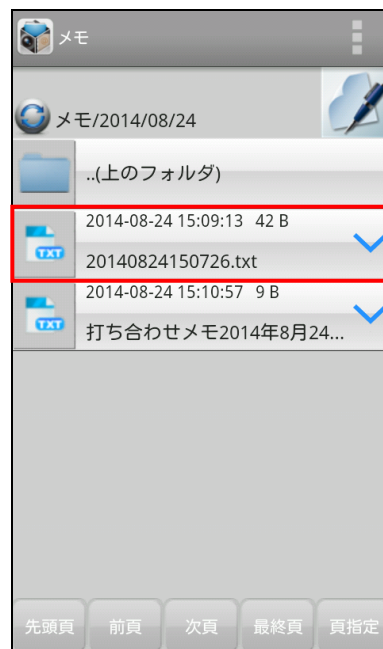 メモ
メモ/2014/08/24
..(上のフォルダ)
2014-08-24 15:09:13 42 B
TXT
20140824150726.txt
2014-08-24 15:10:57 9 B
TXT
打ち合わせメモ2014年8月24...
先頭頁 前頁 次頁 最終頁 頁指定